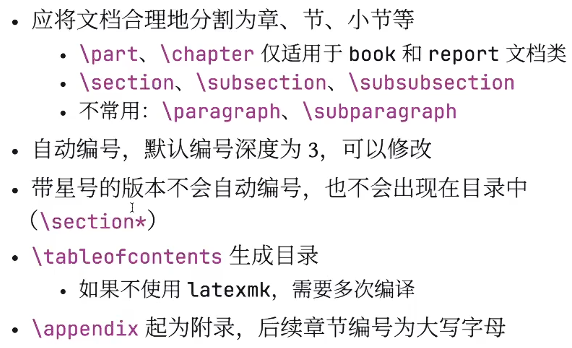 • 应将文档合理地分割为章、节、小节等
• \part、\chapter 仅适用于 book 和 report 文档类
• \section、\subsection、\subsubsection
• 不常用：\paragraph、\subparagraph
• 自动编号，默认编号深度为 3，可以修改
• 带星号的版本不会自动编号，也不会出现在目录中
（\section*）
• \tableofcontents 生成目录
• 如果不使用 latexmk，需要多次编译
• \appendix 起为附录，后续章节编号为大写字母